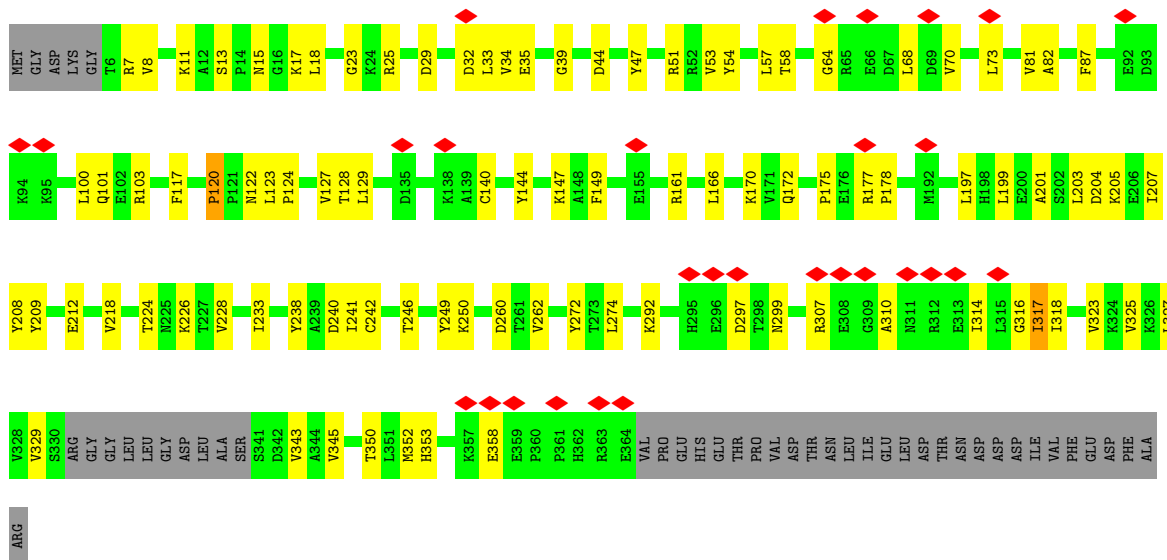 MET GLY ASP LYS GLY T6 R7 V8 K11 A12 S13 P14 N15 G16 K17 L18 G23 K24 R25 D29 D32 L33 V34 E35 G39 D44 Y47 R51 R52 V53 Y54 L57 T58 G64 R65 E66 D67 L68 D69 V70 L73 V81 A82 F87 E92 D93
K94 K95 L100 Q101 E102 R103 F117 P120 P121 N122 L123 P124 V127 T128 L129 D135 K138 A139 C140 Y144 K147 A148 F149 E155 R161 L166 K170 V171 Q172 P175 E176 R177 P178 M192 L197 H198 L199 E200 A201 S202 L203 D204 K205 E206 I207
Y208 Y209 E212 V218 T224 N225 K226 T227 V228 I233 Y238 A239 D240 I241 C242 T246 Y249 K250 D260 T261 V262 Y272 T273 L274 K292 H295 E296 D297 T298 N299 R307 E308 G309 A310 N311 R312 E313 I314 L315 G316 I317 I318 V323 K324 V325 K326
V328 V329 S330 ARG GLY GLY LEU LEU GLY ASP LEU ALA SER S341 D342 V343 A344 V345 T350 L351 M352 H353 K357 E358 E359 P360 P361 H362 R363 E364 VAL PRO GLU HIS GLU THR PRO VAL ASP THR ASN LEU ILE GLU LEU ASP THR ASN ASP ASP ASP ILE VAL PHE GLU ASP PHE ALA
ARG